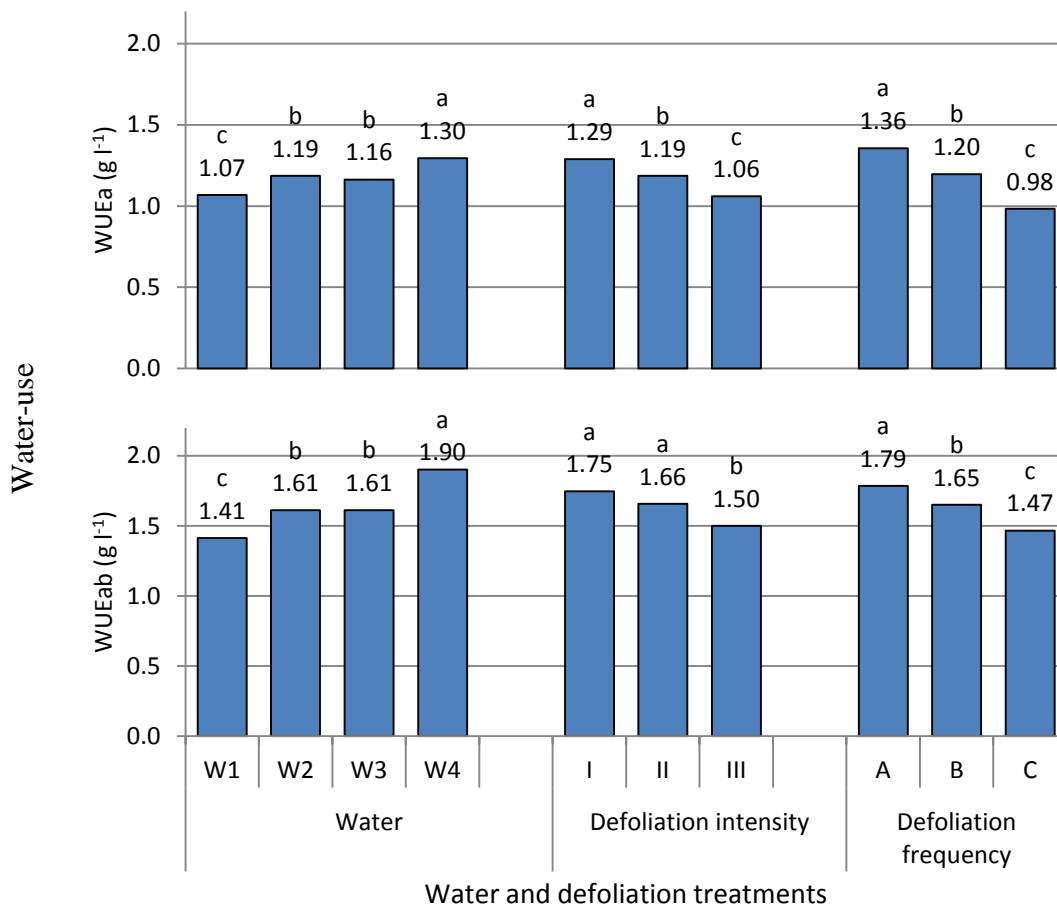 2.0
1.5
1.0
0.5
0.0
WUEa (g l⁻¹)
c
1.07
b
1.19
b
1.16
a
1.30
a
1.29
b
1.19
c
1.06
a
1.36
b
1.20
c
0.98
Water-use
2.0
1.5
1.0
0.5
0.0
WUEab (g l⁻¹)
c
1.41
b
1.61
b
1.61
a
1.90
a
1.75
a
1.66
b
1.50
a
1.79
b
1.65
c
1.47
W1 W2 W3 W4 I II III A B C
Water
Defoliation intensity
Defoliation
frequency
Water and defoliation treatments